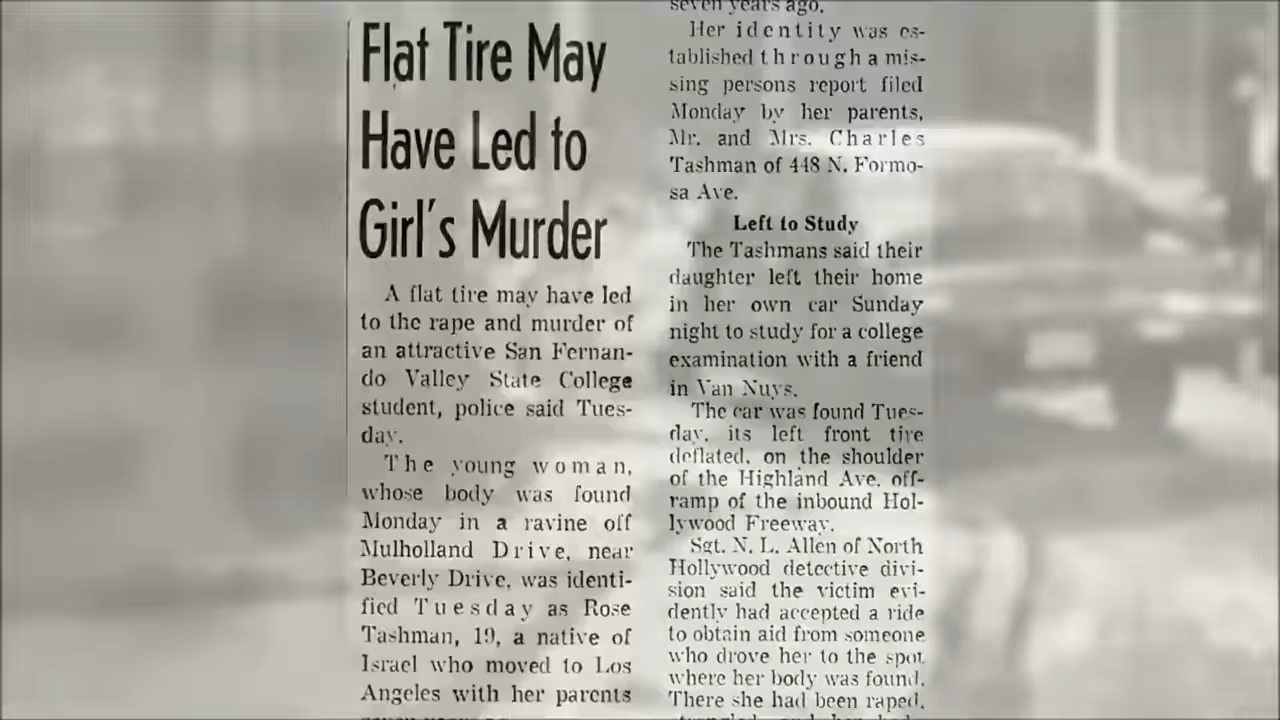 Flat Tire May
Have Led to
Girl's Murder
A flat tire may have led
to the rape and murder of
an attractive San Fernan-
do Valley State College
student, police said Tues-
day.
The young woman,
whose body was found
Monday in a ravine off
Mulholland Drive, near
Beverly Drive, was identi-
fied Tuesday as Rose
Tashman, 19, a native of
Israel who moved to Los
Angeles with her parents
seven years ago.
Her identity was es-
tablished through a mis-
sing persons report filed
Monday by her parents,
Mr. and Mrs. Charles
Tashman of 448 N. Formo-
sa Ave.
Left to Study
The Tashmans said their
daughter left their home
in her own car Sunday
night to study for a college
examination with a friend
in Van Nuys.
The car was found Tues-
day, its left front tire
deflated, on the shoulder
of the Highland Ave. off-
ramp of the inbound Hol-
lywood Freeway.
Sgt. N. L. Allen of North
Hollywood detective divi-
sion said the victim evi-
dently had accepted a ride
to obtain aid from someone
who drove her to the spot
where her body was found.
There she had been raped,